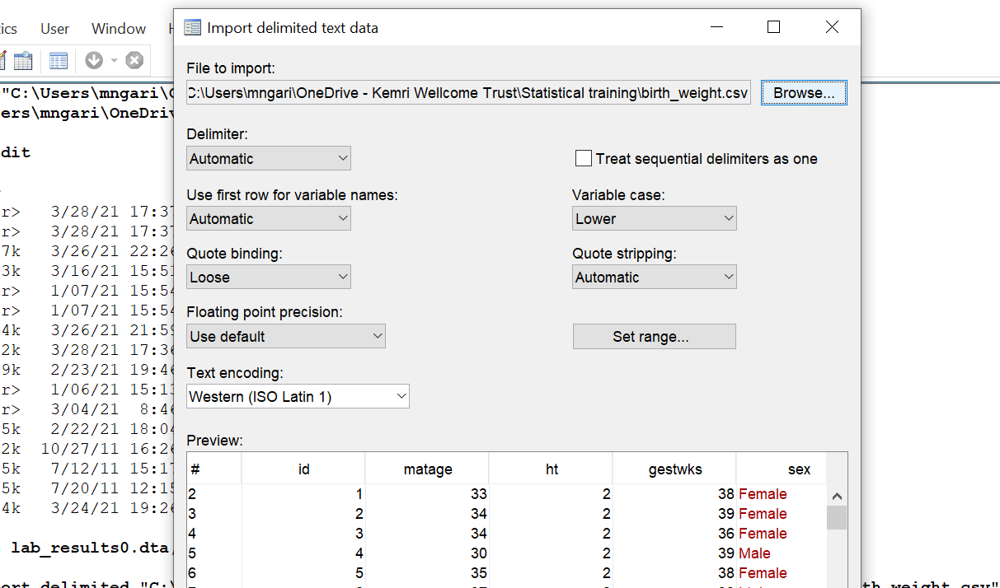 Import delimited text data
User Window
"C:\Users\mngari\
dit
r> 3/28/21 17:37
r> 3/28/21 17:37
7k 3/26/21 22:26
3k 3/16/21 15:51
r> 1/07/21 15:54
r> 1/07/21 15:54
4k 3/26/21 21:59
2k 3/28/21 17:36
9k 2/23/21 19:46
r> 1/06/21 15:13
r> 3/04/21 8:46
5k 2/22/21 18:04
2k 10/27/11 16:26
5k 7/12/11 15:17
5k 7/20/11 12:15
4k 3/24/21 19:26
lab_results0.dta,
File to import:
C:\Users\mngari\OneDrive - Kemri Wellcome Trust\Statistical training\birth_weight.csv Browse...
Delimiter:
Automatic Treat sequential delimiters as one
Use first row for variable names: Variable case:
Automatic Lower
Quote binding: Quote stripping:
Loose Automatic
Floating point precision:
Use default Set range...
Text encoding:
Western (ISO Latin 1)
Preview:
# id matage ht gestwks sex
2 1 33 2 38 Female
3 2 34 2 39 Female
4 3 34 2 36 Female
5 4 30 2 39 Male
6 5 35 2 38 Female